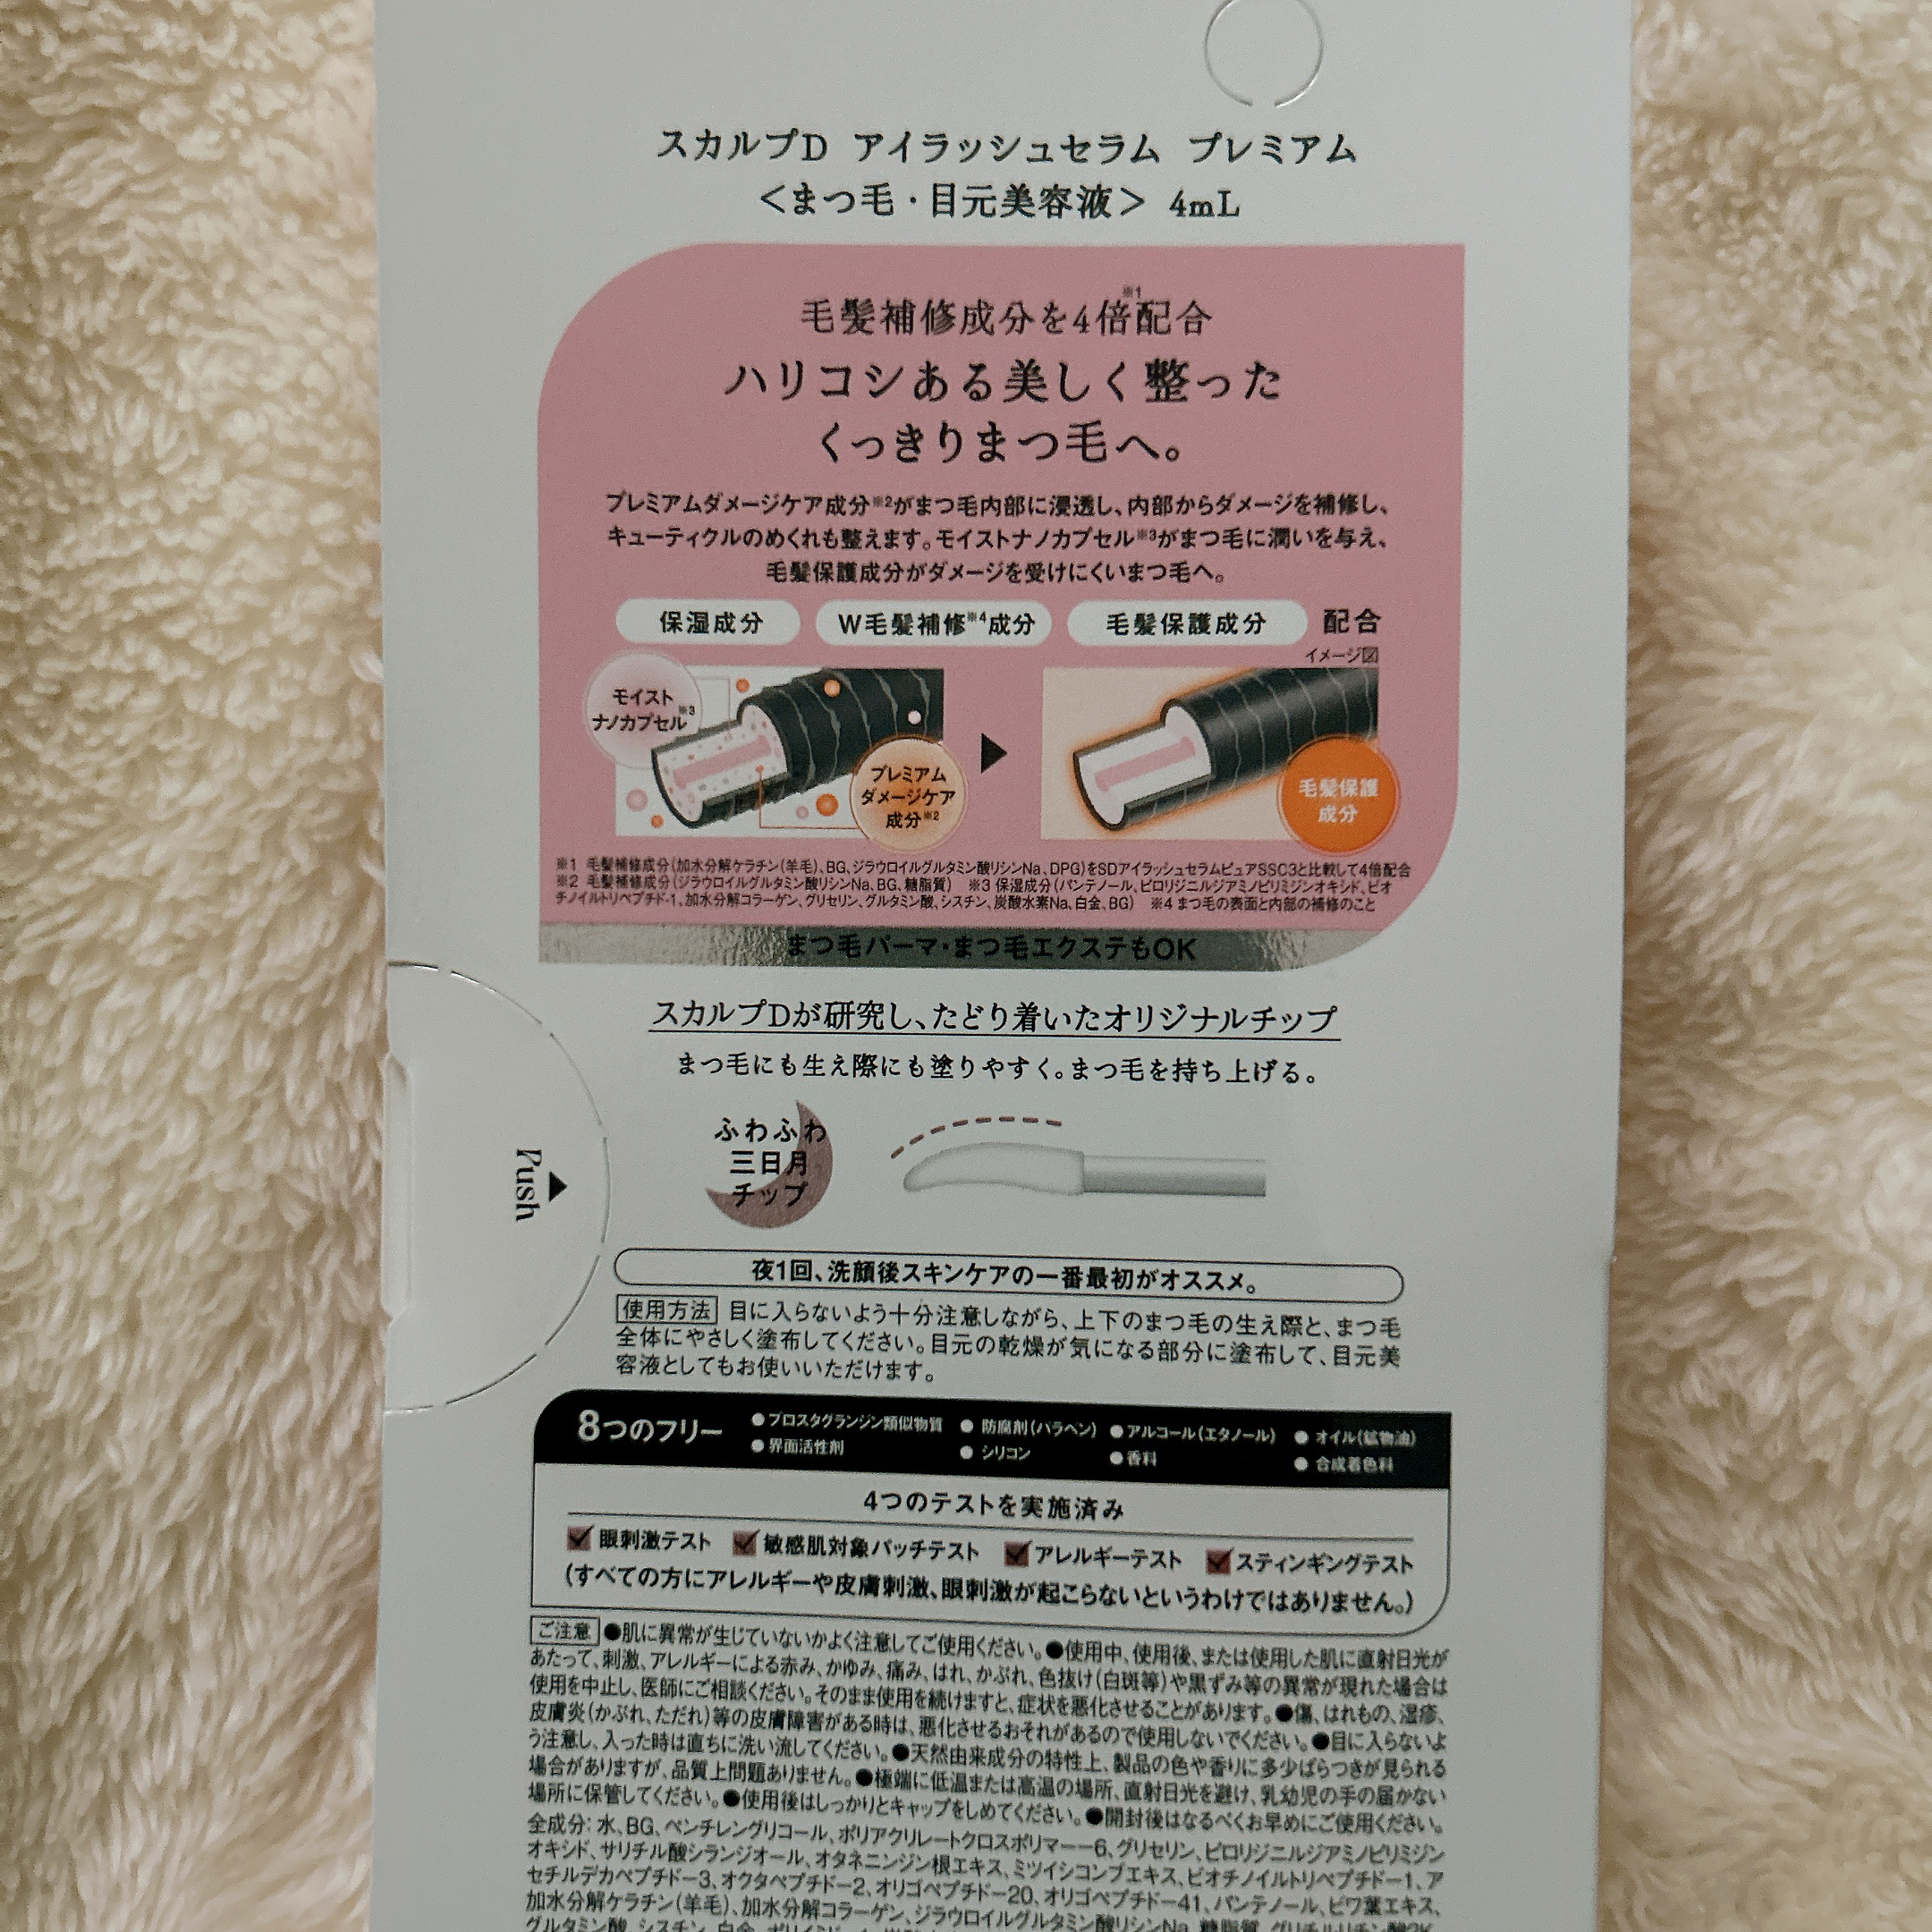 スカルプD アイラッシュセラム プレミアム
＜まつ毛・目元美容液＞ 4mL
毛髪補修成分を4倍※1配合
ハリコシある美しく整った
くっきりまつ毛へ。
プレミアムダメージケア成分※2がまつ毛内部に浸透し、内部からダメージを補修し、
キューティクルのめくれも整えます。モイストナノカプセル※3がまつ毛に潤いを与え、
毛髪保護成分がダメージを受けにくいまつ毛へ。
保湿成分 W毛髪補修※4成分 毛髪保護成分 配合
イメージ図
モイスト
ナノカプセル※3
プレミアム
ダメージケア
成分※2
毛髪保護
成分
※1 毛髪補修成分(加水分解ケラチン(羊毛)、BG、ジラウロイルグルタミン酸リシンNa、DPG)をSDアイラッシュセラムピュアSSC3と比較して4倍配合
※2 毛髪補修成分(ジラウロイルグルタミン酸リシンNa、BG、糖脂質) ※3 保湿成分(パンテノール、ピロリジニルジアミノピリミジンオキシド、ビオ
チノイルトリペプチド-1、加水分解コラーゲン、グリセリン、グルタミン酸、シスチン、炭酸水素Na、白金、BG) ※4 まつ毛の表面と内部の補修のこと
まつ毛パーマ・まつ毛エクステもOK
スカルプDが研究し、たどり着いたオリジナルチップ
まつ毛にも生え際にも塗りやすく。まつ毛を持ち上げる。
ふわふわ
三日月
チップ
Push
夜1回、洗顔後スキンケアの一番最初がオススメ。
使用方法 目に入らないよう十分注意しながら、上下のまつ毛の生え際と、まつ毛
全体にやさしく塗布してください。目元の乾燥が気になる部分に塗布して、目元美
容液としてもお使いいただけます。
8つのフリー ●プロスタグランジン類似物質 ●防腐剤(パラベン) ●アルコール(エタノール) ●オイル(鉱物油)
●界面活性剤 ●シリコン ●香料 ●合成着色料
4つのテストを実施済み
眼刺激テスト 敏感肌対象パッチテスト アレルギーテスト スティンギングテスト
(すべての方にアレルギーや皮膚刺激、眼刺激が起こらないというわけではありません。)
ご注意 ●肌に異常が生じていないかよく注意してご使用ください。●使用中、使用後、または使用した肌に直射日光が
あたって、刺激、アレルギーによる赤み、かゆみ、痛み、はれ、かぶれ、色抜け(白斑等)や黒ずみ等の異常が現れた場合は
使用を中止し、医師にご相談ください。そのまま使用を続けますと、症状を悪化させることがあります。●傷、はれもの、湿疹、
皮膚炎(かぶれ、ただれ)等の皮膚障害がある時は、悪化させるおそれがあるので使用しないでください。●目に入らないよ
う注意し、入った時は直ちに洗い流してください。●天然由来成分の特性上、製品の色や香りに多少ばらつきが見られる
場合がありますが、品質上問題ありません。●極端に低温または高温の場所、直射日光を避け、乳幼児の手の届かない
場所に保管してください。●使用後はしっかりとキャップをしめてください。●開封後はなるべくお早めにご使用ください。
全成分：水、BG、ペンチレングリコール、ポリアクリレートクロスポリマー-6、グリセリン、ピロリジニルジアミノピリミジン
オキシド、サリチル酸シランジオール、オタネニンジン根エキス、ミツイシコンブエキス、ビオチノイルトリペプチド-1、ア
セチルデカペプチド-3、オクタペプチド-2、オリゴペプチド-20、オリゴペプチド-41、パンテノール、ビワ葉エキス、
加水分解ケラチン(羊毛)、加水分解コラーゲン、ジラウロイルグルタミン酸リシンNa、糖脂質、グリチルリチン酸2K、
グルタミン酸、シスチン、白金